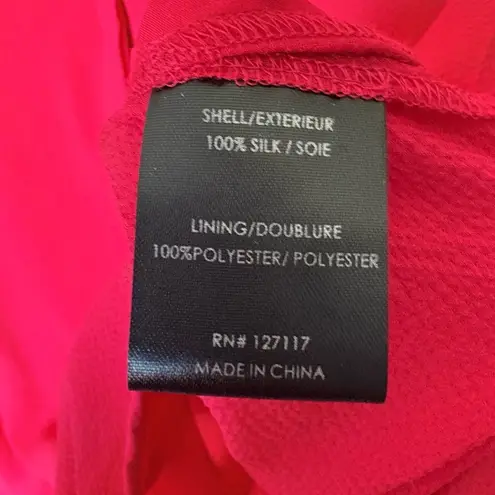 SHELL/EXTERIEUR
100% SILK / SOIE
LINING/DOUBLURE
100%POLYESTER/ POLYESTER
RN# 127117
MADE IN CHINA